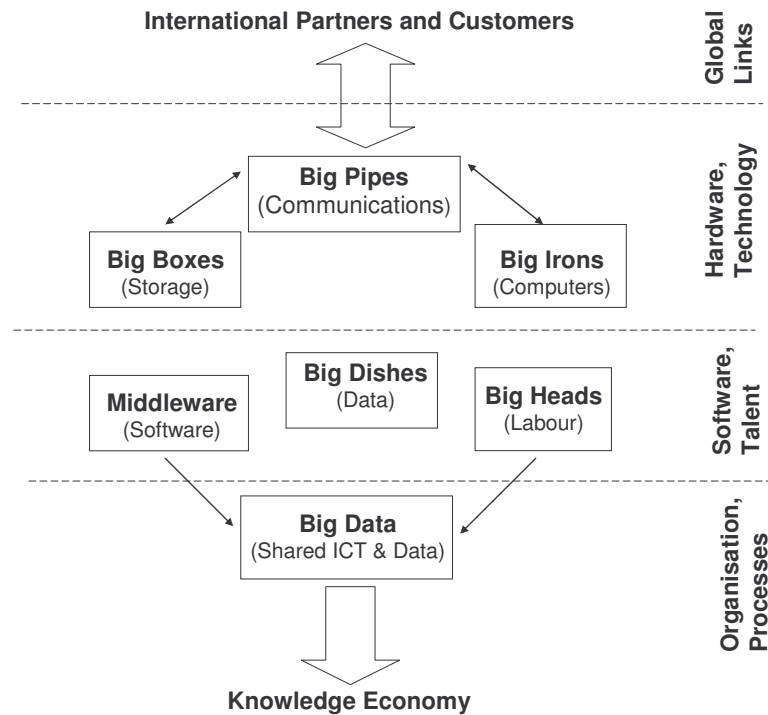 International Partners and Customers
Global
Links
Big Pipes
(Communications)
Hardware,
Technology
Big Boxes
(Storage)
Big Irons
(Computers)
Big Dishes
(Data)
Middleware
(Software)
Big Heads
(Labour)
Software,
Talent
Big Data
(Shared ICT & Data)
Organisation,
Processes
Knowledge Economy